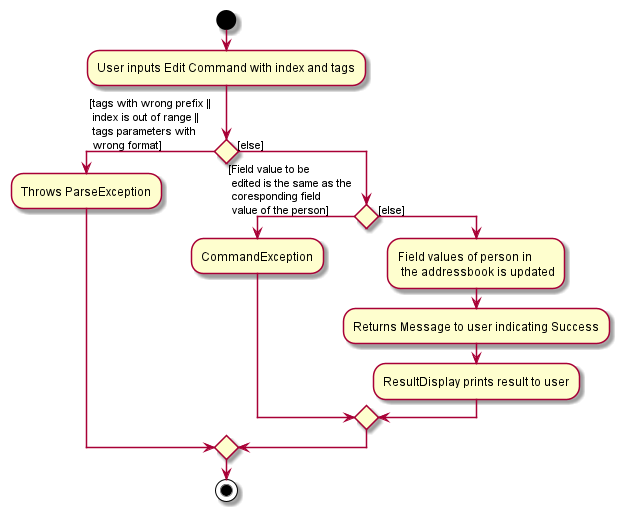 User inputs Edit Command with index and tags
[tags with wrong prefix ||
index is out of range ||
tags parameters with
wrong format]
[else]
Throws ParseException
[Field value to be
edited is the same as the
coresponding field
value of the person]
[else]
CommandException
Field values of person in
the addressbook is updated
Returns Message to user indicating Success
ResultDisplay prints result to user